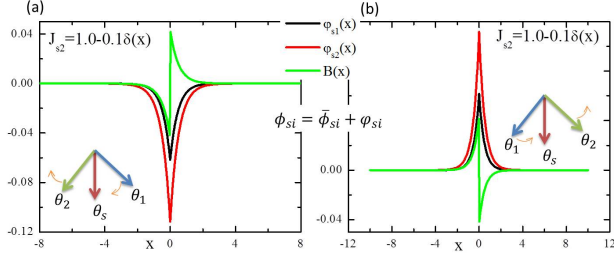 (a)
J_{s2}=1.0-0.1δ(x)
0.04
0.00
-0.04
-0.08
-0.12
-8
-4
0
4
8
x
θ_2
θ_s
θ_1
φ_{s1}(x)
φ_{s2}(x)
B(x)
ϕ_{si} = \bar{ϕ}_{si} + φ_{si}
(b)
J_{s2}=1.0-0.1δ(x)
0.04
0.00
-0.04
-12
-8
-4
0
4
8
12
x
θ_1
θ_s
θ_2